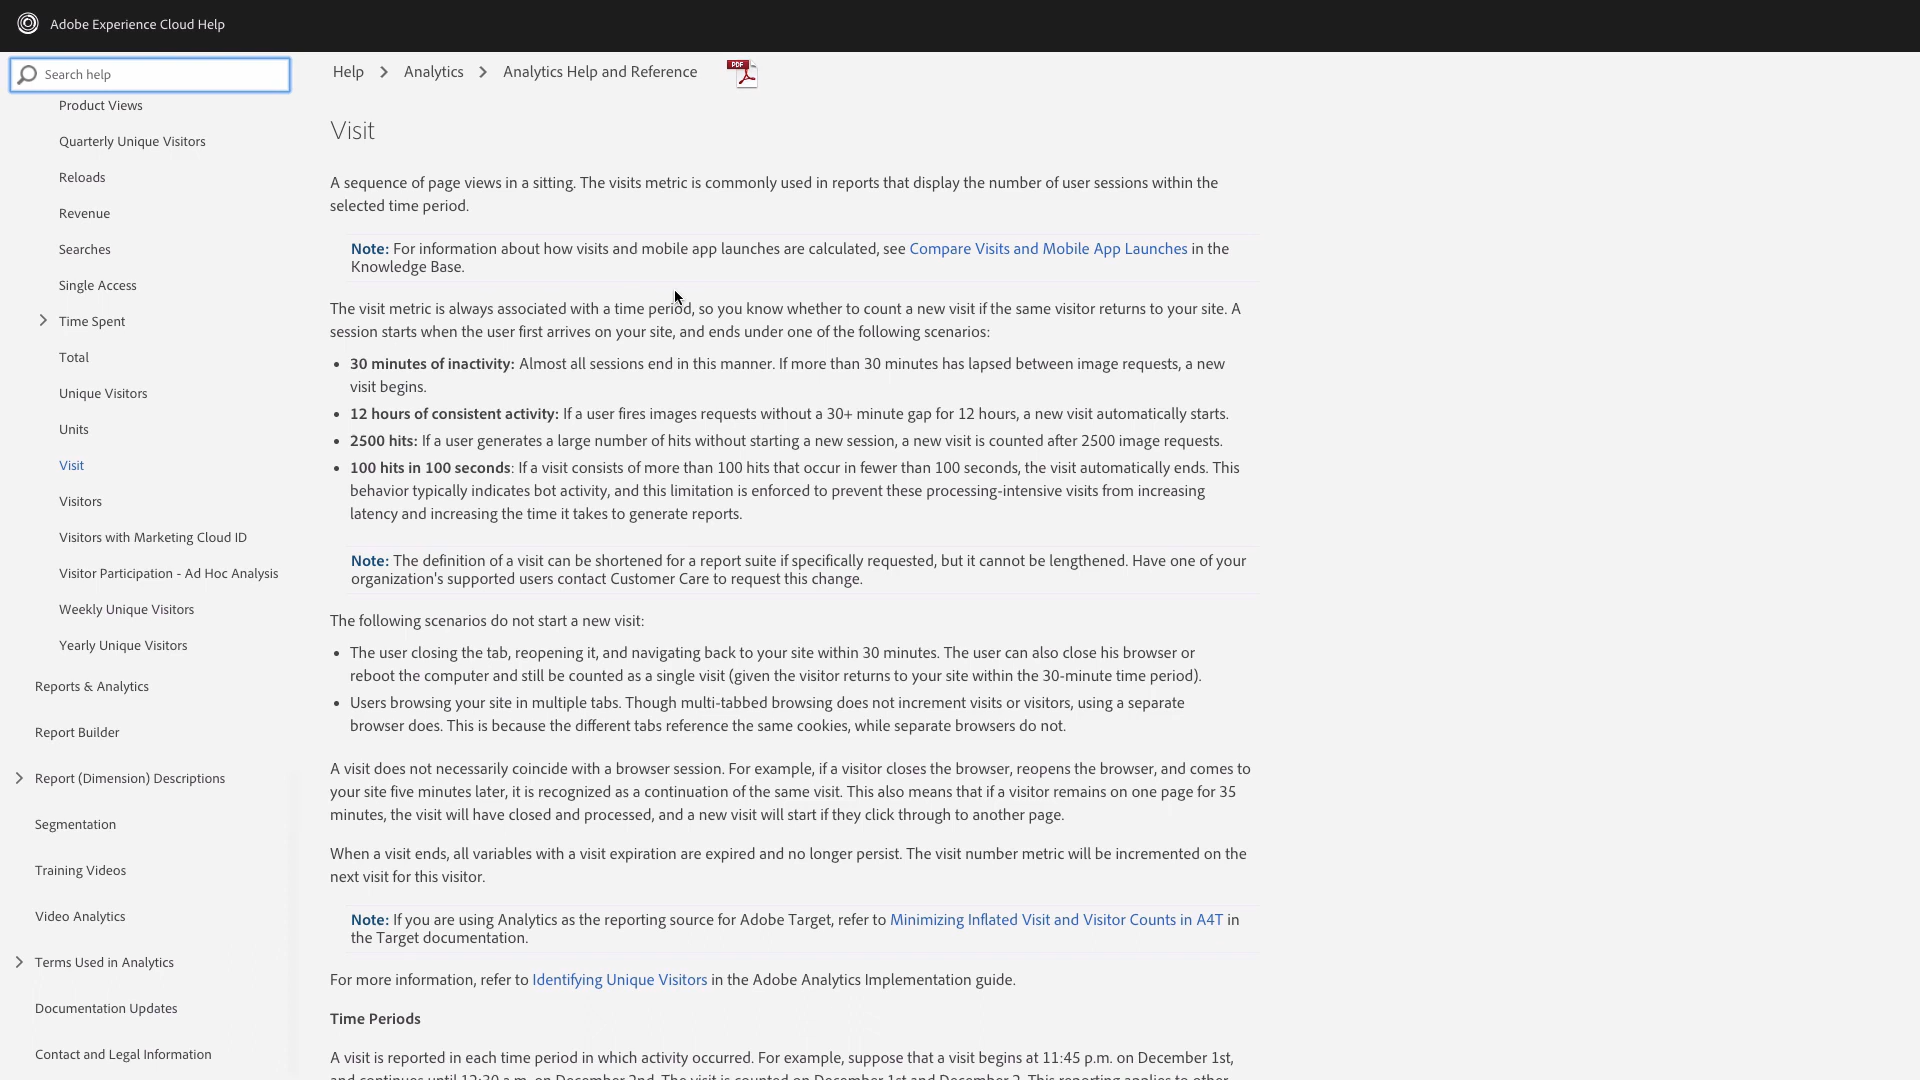 Adobe Experience Cloud Help
Search help
Product Views
Quarterly Unique Visitors
Reloads
Revenue
Searches
Single Access
Time Spent
Total
Unique Visitors
Units
Visit
Visitors
Visitors with Marketing Cloud ID
Visitor Participation - Ad Hoc Analysis
Weekly Unique Visitors
Yearly Unique Visitors
Reports & Analytics
Report Builder
Report (Dimension) Descriptions
Segmentation
Training Videos
Video Analytics
Terms Used in Analytics
Documentation Updates
Contact and Legal Information
Help > Analytics > Analytics Help and Reference PDF
Visit
A sequence of page views in a sitting. The visits metric is commonly used in reports that display the number of user sessions within the
selected time period.
Note: For information about how visits and mobile app launches are calculated, see Compare Visits and Mobile App Launches in the
Knowledge Base.
The visit metric is always associated with a time period, so you know whether to count a new visit if the same visitor returns to your site. A
session starts when the user first arrives on your site, and ends under one of the following scenarios:
• 30 minutes of inactivity: Almost all sessions end in this manner. If more than 30 minutes has lapsed between image requests, a new
visit begins.
• 12 hours of consistent activity: If a user fires images requests without a 30+ minute gap for 12 hours, a new visit automatically starts.
• 2500 hits: If a user generates a large number of hits without starting a new session, a new visit is counted after 2500 image requests.
• 100 hits in 100 seconds: If a visit consists of more than 100 hits that occur in fewer than 100 seconds, the visit automatically ends. This
behavior typically indicates bot activity, and this limitation is enforced to prevent these processing-intensive visits from increasing
latency and increasing the time it takes to generate reports.
Note: The definition of a visit can be shortened for a report suite if specifically requested, but it cannot be lengthened. Have one of your
organization's supported users contact Customer Care to request this change.
The following scenarios do not start a new visit:
• The user closing the tab, reopening it, and navigating back to your site within 30 minutes. The user can also close his browser or
reboot the computer and still be counted as a single visit (given the visitor returns to your site within the 30-minute time period).
• Users browsing your site in multiple tabs. Though multi-tabbed browsing does not increment visits or visitors, using a separate
browser does. This is because the different tabs reference the same cookies, while separate browsers do not.
A visit does not necessarily coincide with a browser session. For example, if a visitor closes the browser, reopens the browser, and comes to
your site five minutes later, it is recognized as a continuation of the same visit. This also means that if a visitor remains on one page for 35
minutes, the visit will have closed and processed, and a new visit will start if they click through to another page.
When a visit ends, all variables with a visit expiration are expired and no longer persist. The visit number metric will be incremented on the
next visit for this visitor.
Note: If you are using Analytics as the reporting source for Adobe Target, refer to Minimizing Inflated Visit and Visitor Counts in A4T in
the Target documentation.
For more information, refer to Identifying Unique Visitors in the Adobe Analytics Implementation guide.
Time Periods
A visit is reported in each time period in which activity occurred. For example, suppose that a visit begins at 11:45 p.m. on December 1st,
and continues until 12:30 a.m. on December 2nd. The visit is counted on December 1st and December 2. This reporting applies to other